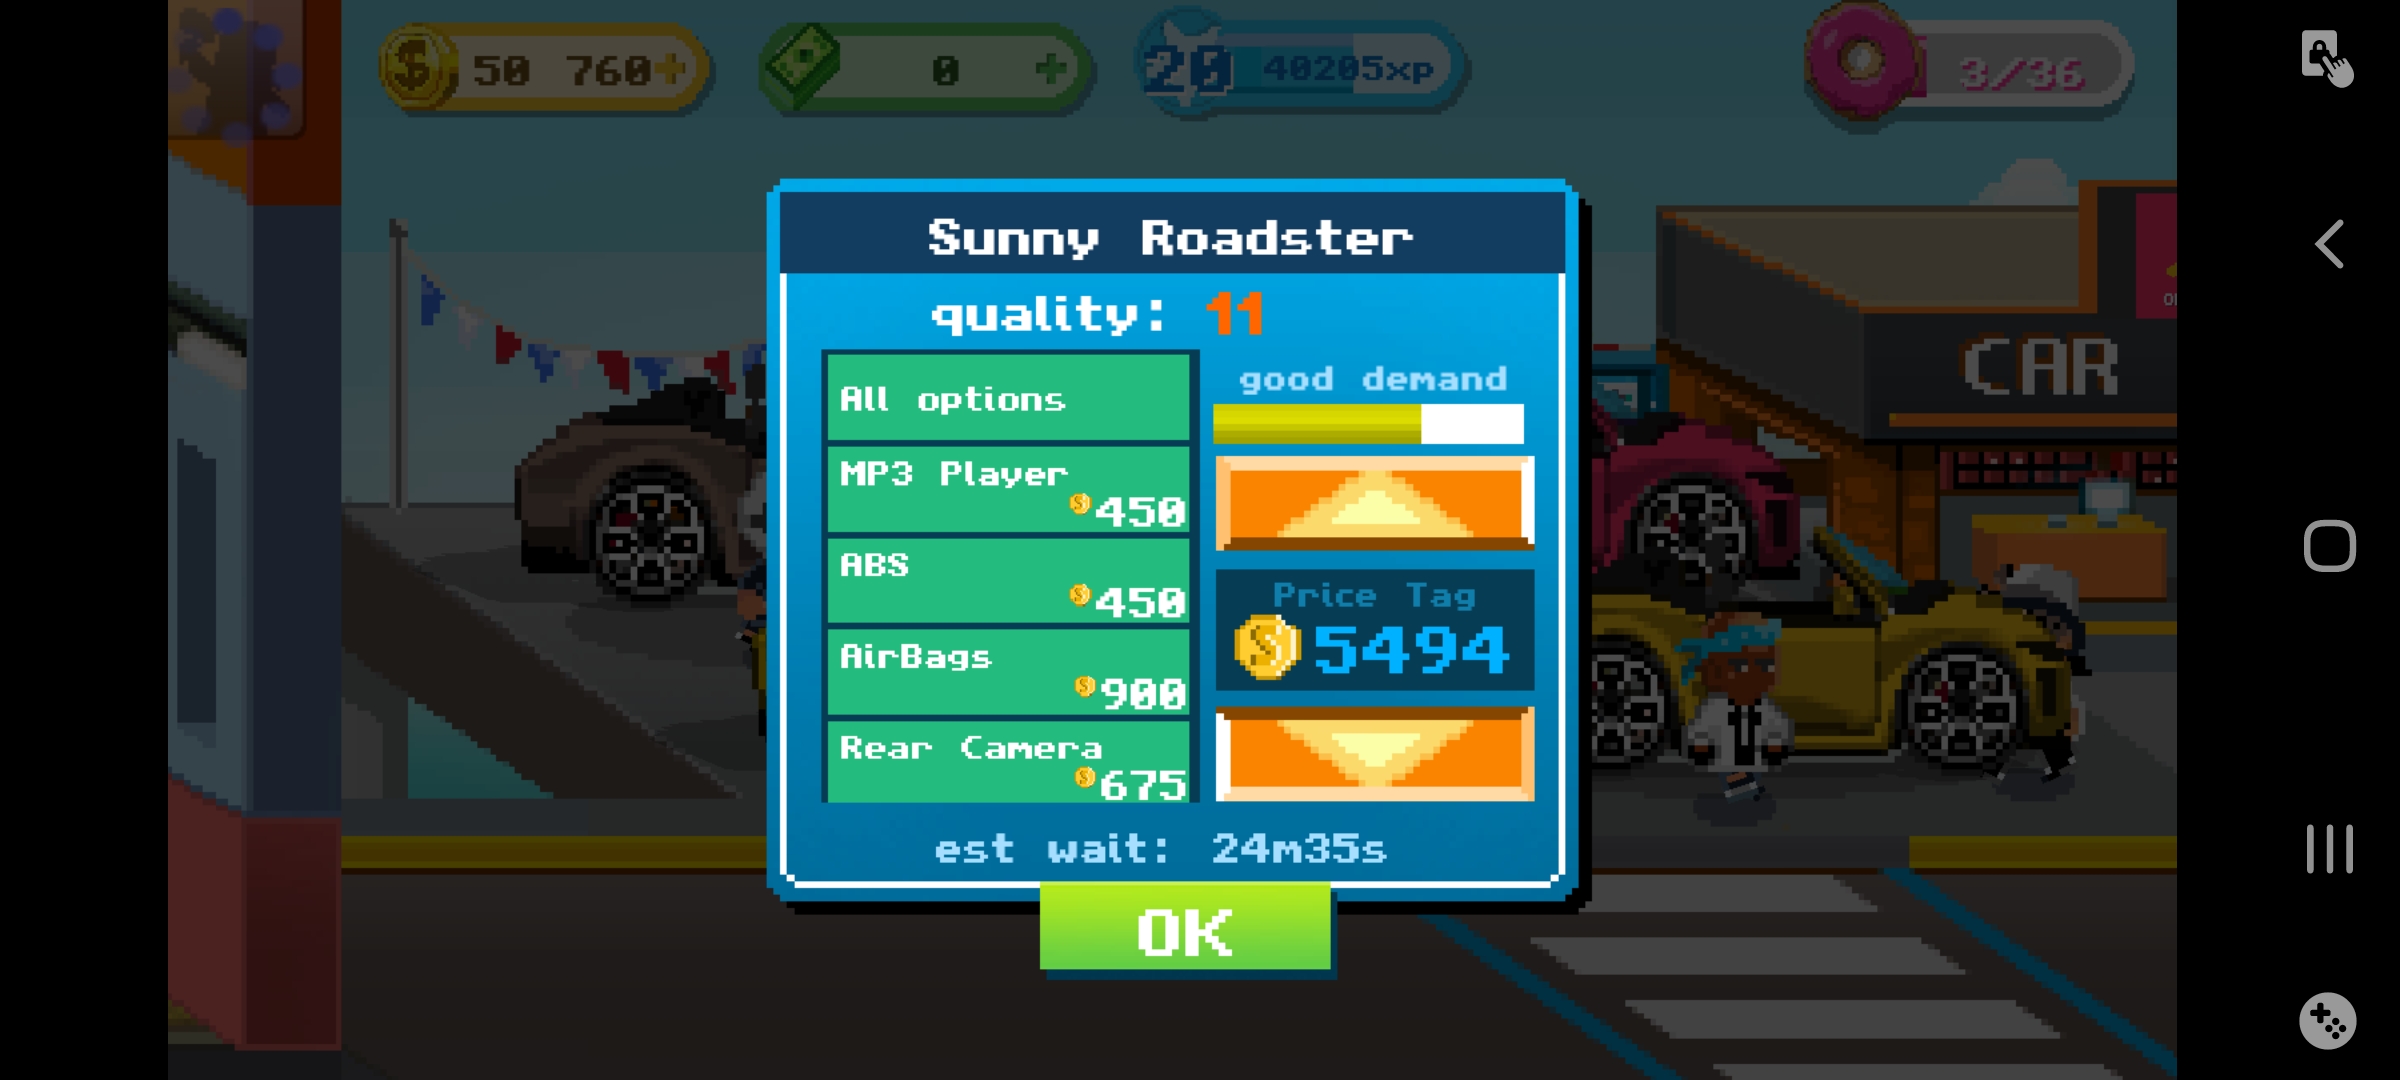 50 760+
0 +
20 40205xp
3/36
Sunny Roadster
quality: 11
All options
good demand
MP3 Player
450
ABS
450
AirBags
900
Rear Camera
675
Price Tag
5494
est wait: 24m35s
OK
CAR